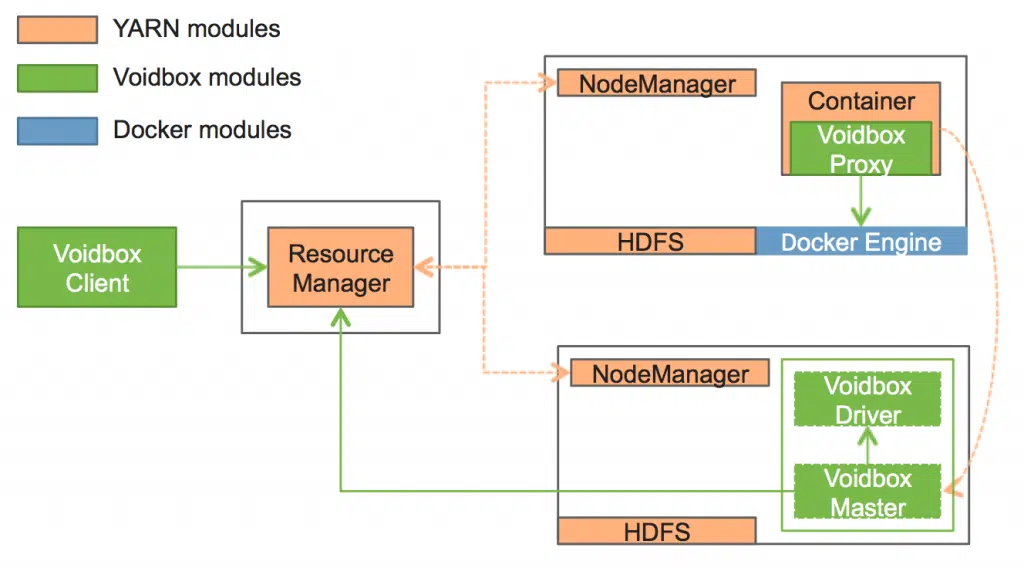 YARN modules
Voidbox modules
Docker modules
Voidbox
Client
Resource
Manager
NodeManager
Container
Voidbox
Proxy
HDFS
Docker Engine
NodeManager
Voidbox
Driver
Voidbox
Master
HDFS